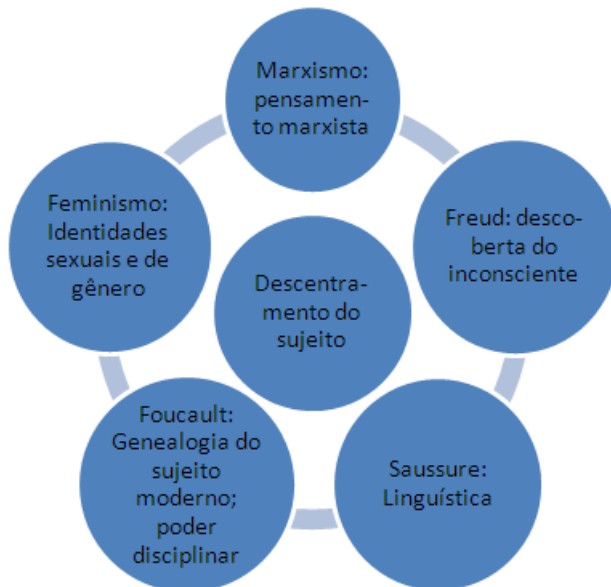 Marxismo:
pensamen-
to marxista
Freud: desco-
berta do
inconsciente
Saussure:
Linguística
Foucault:
Genealogia do
sujeito
moderno;
poder
disciplinar
Feminismo:
Identidades
sexuais e de
gênero
Descentra-
mento do
sujeito